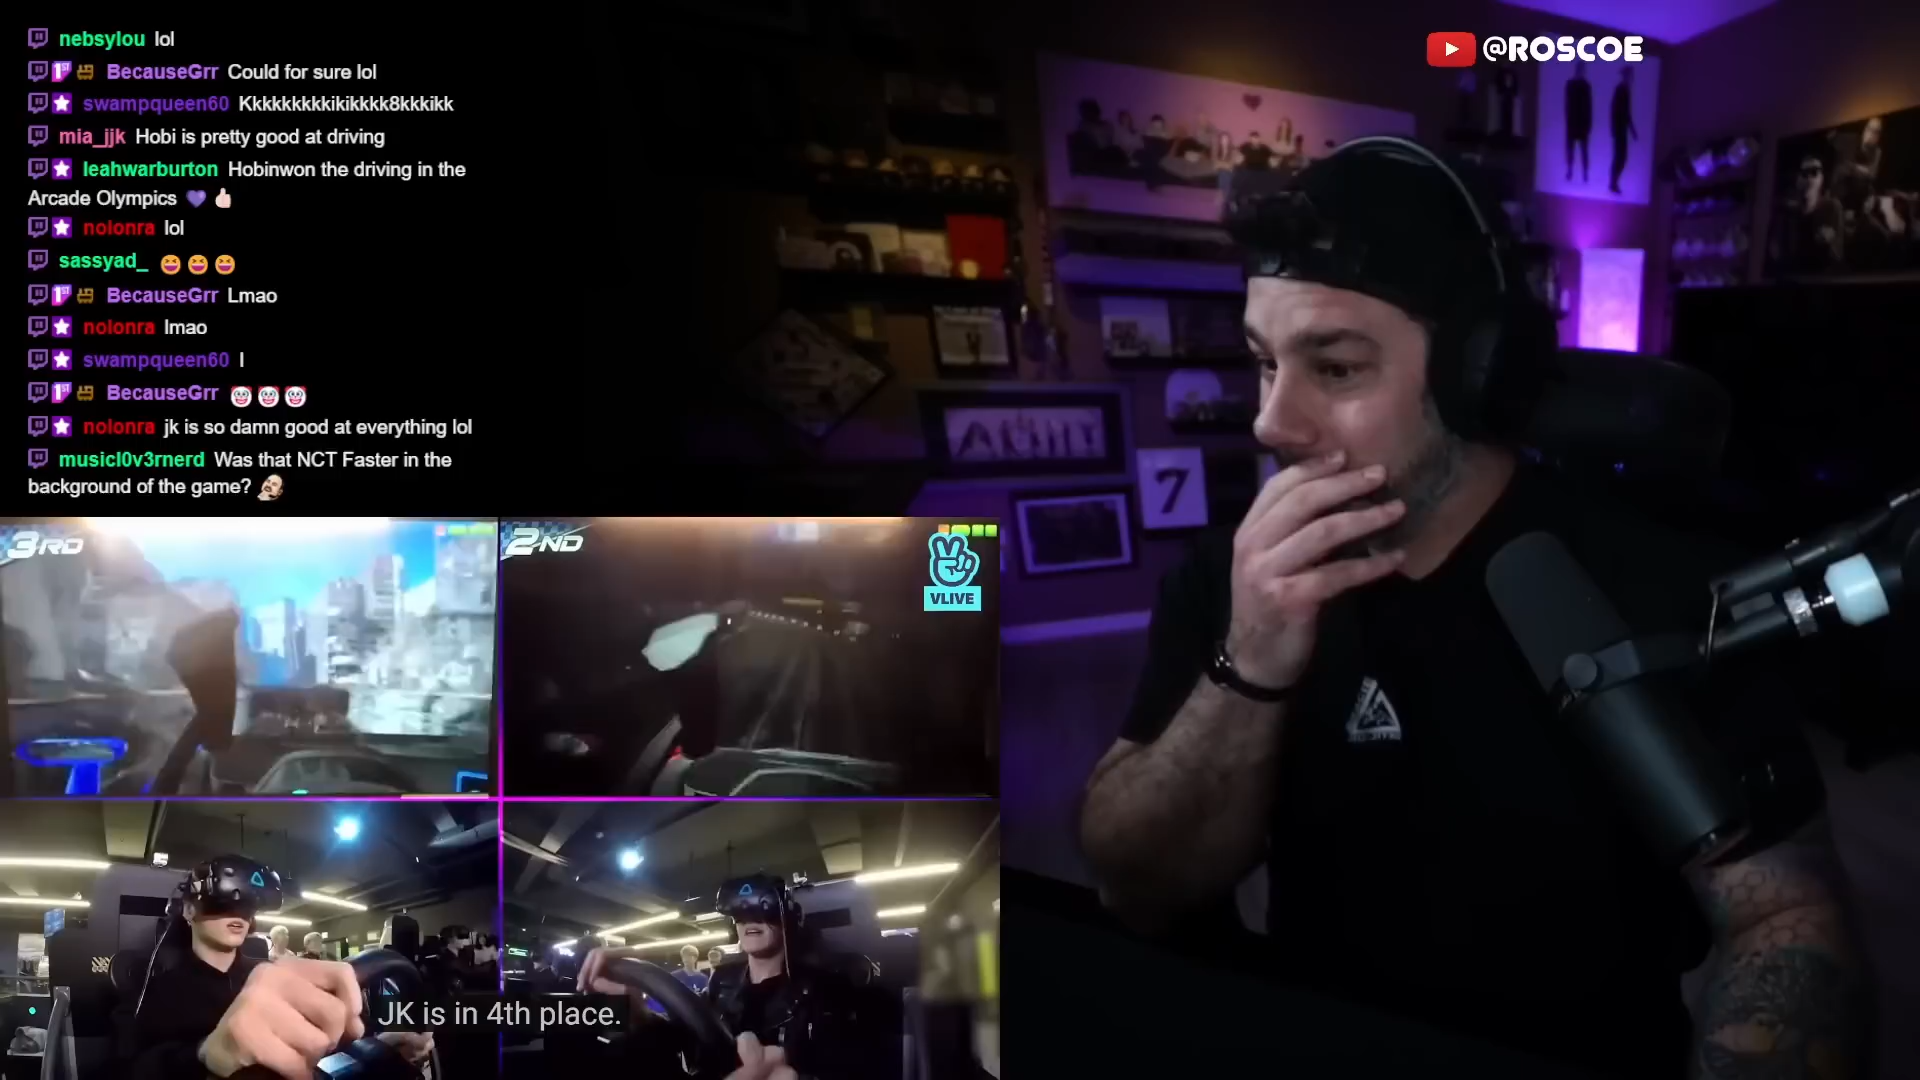 nebsylou lol
BecauseGrr Could for sure lol
swampqueen60 Kkkkkkkkkikikkkk8kkkikk
mia_jjk Hobi is pretty good at driving
leahwarburton Hobinwon the driving in the
Arcade Olympics 💜 👍🏻
nolonra lol
sassyad_ 😆 😆 😆
BecauseGrr Lmao
nolonra lmao
swampqueen60 I
BecauseGrr 🤡 🤡 🤡
nolonra jk is so damn good at everything lol
musicl0v3rnerd Was that NCT Faster in the
background of the game?
@ROSCOE
ARMY
7
3RD
2ND
VLIVE
JK is in 4th place.